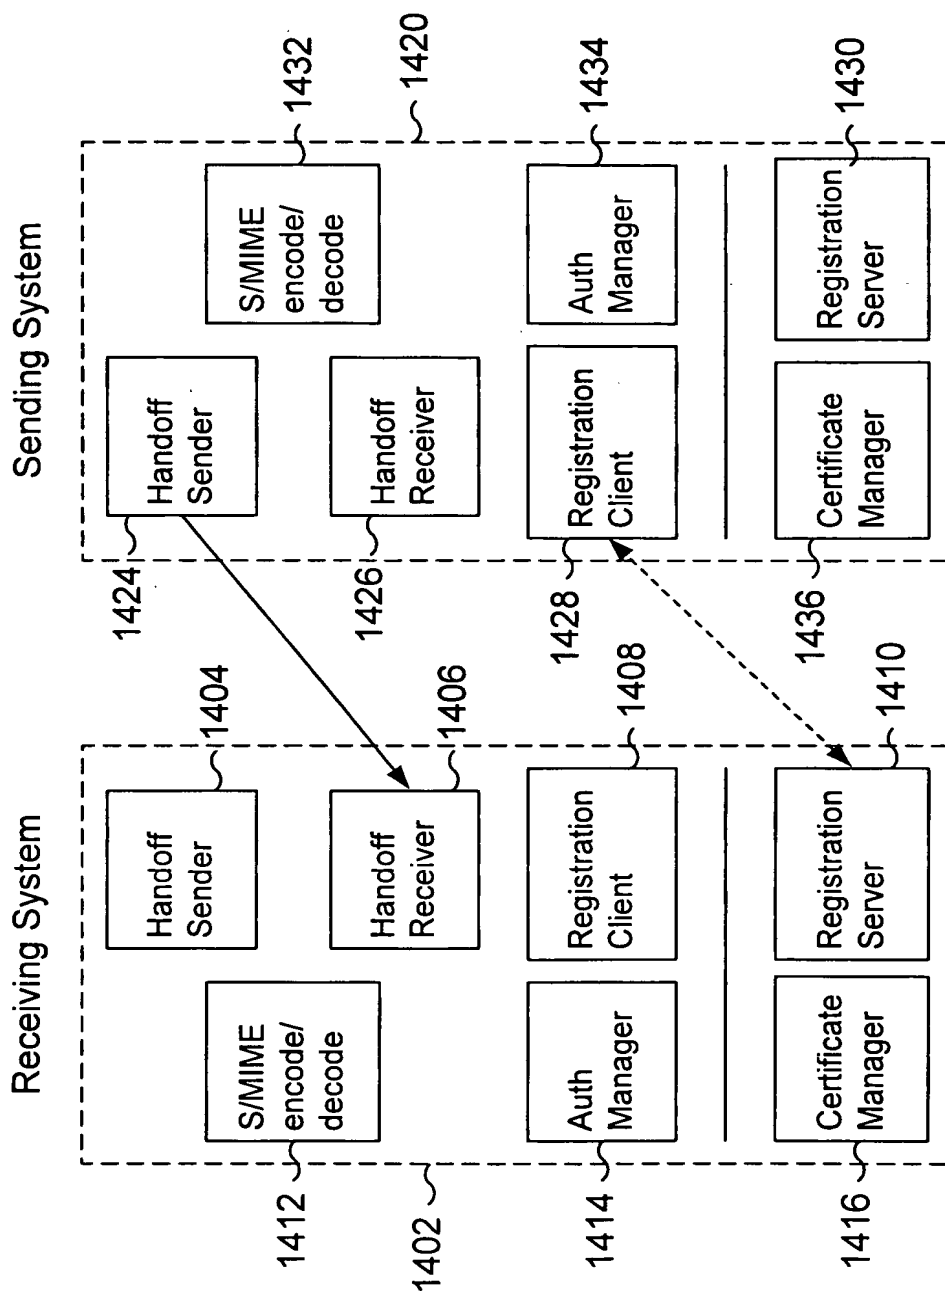 Receiving System
Sending System
1404
1424
Handoff
Sender
Handoff
Sender
1412
S/MIME
encode/
decode
S/MIME
encode/
decode
1432
1402
1420
1406
Handoff
Receiver
1426
Handoff
Receiver
1414
Auth
Manager
Registration
Client
1408
1428
Registration
Client
Auth
Manager
1434
1416
Certificate
Manager
Registration
Server
1410
1436
Certificate
Manager
Registration
Server
1430